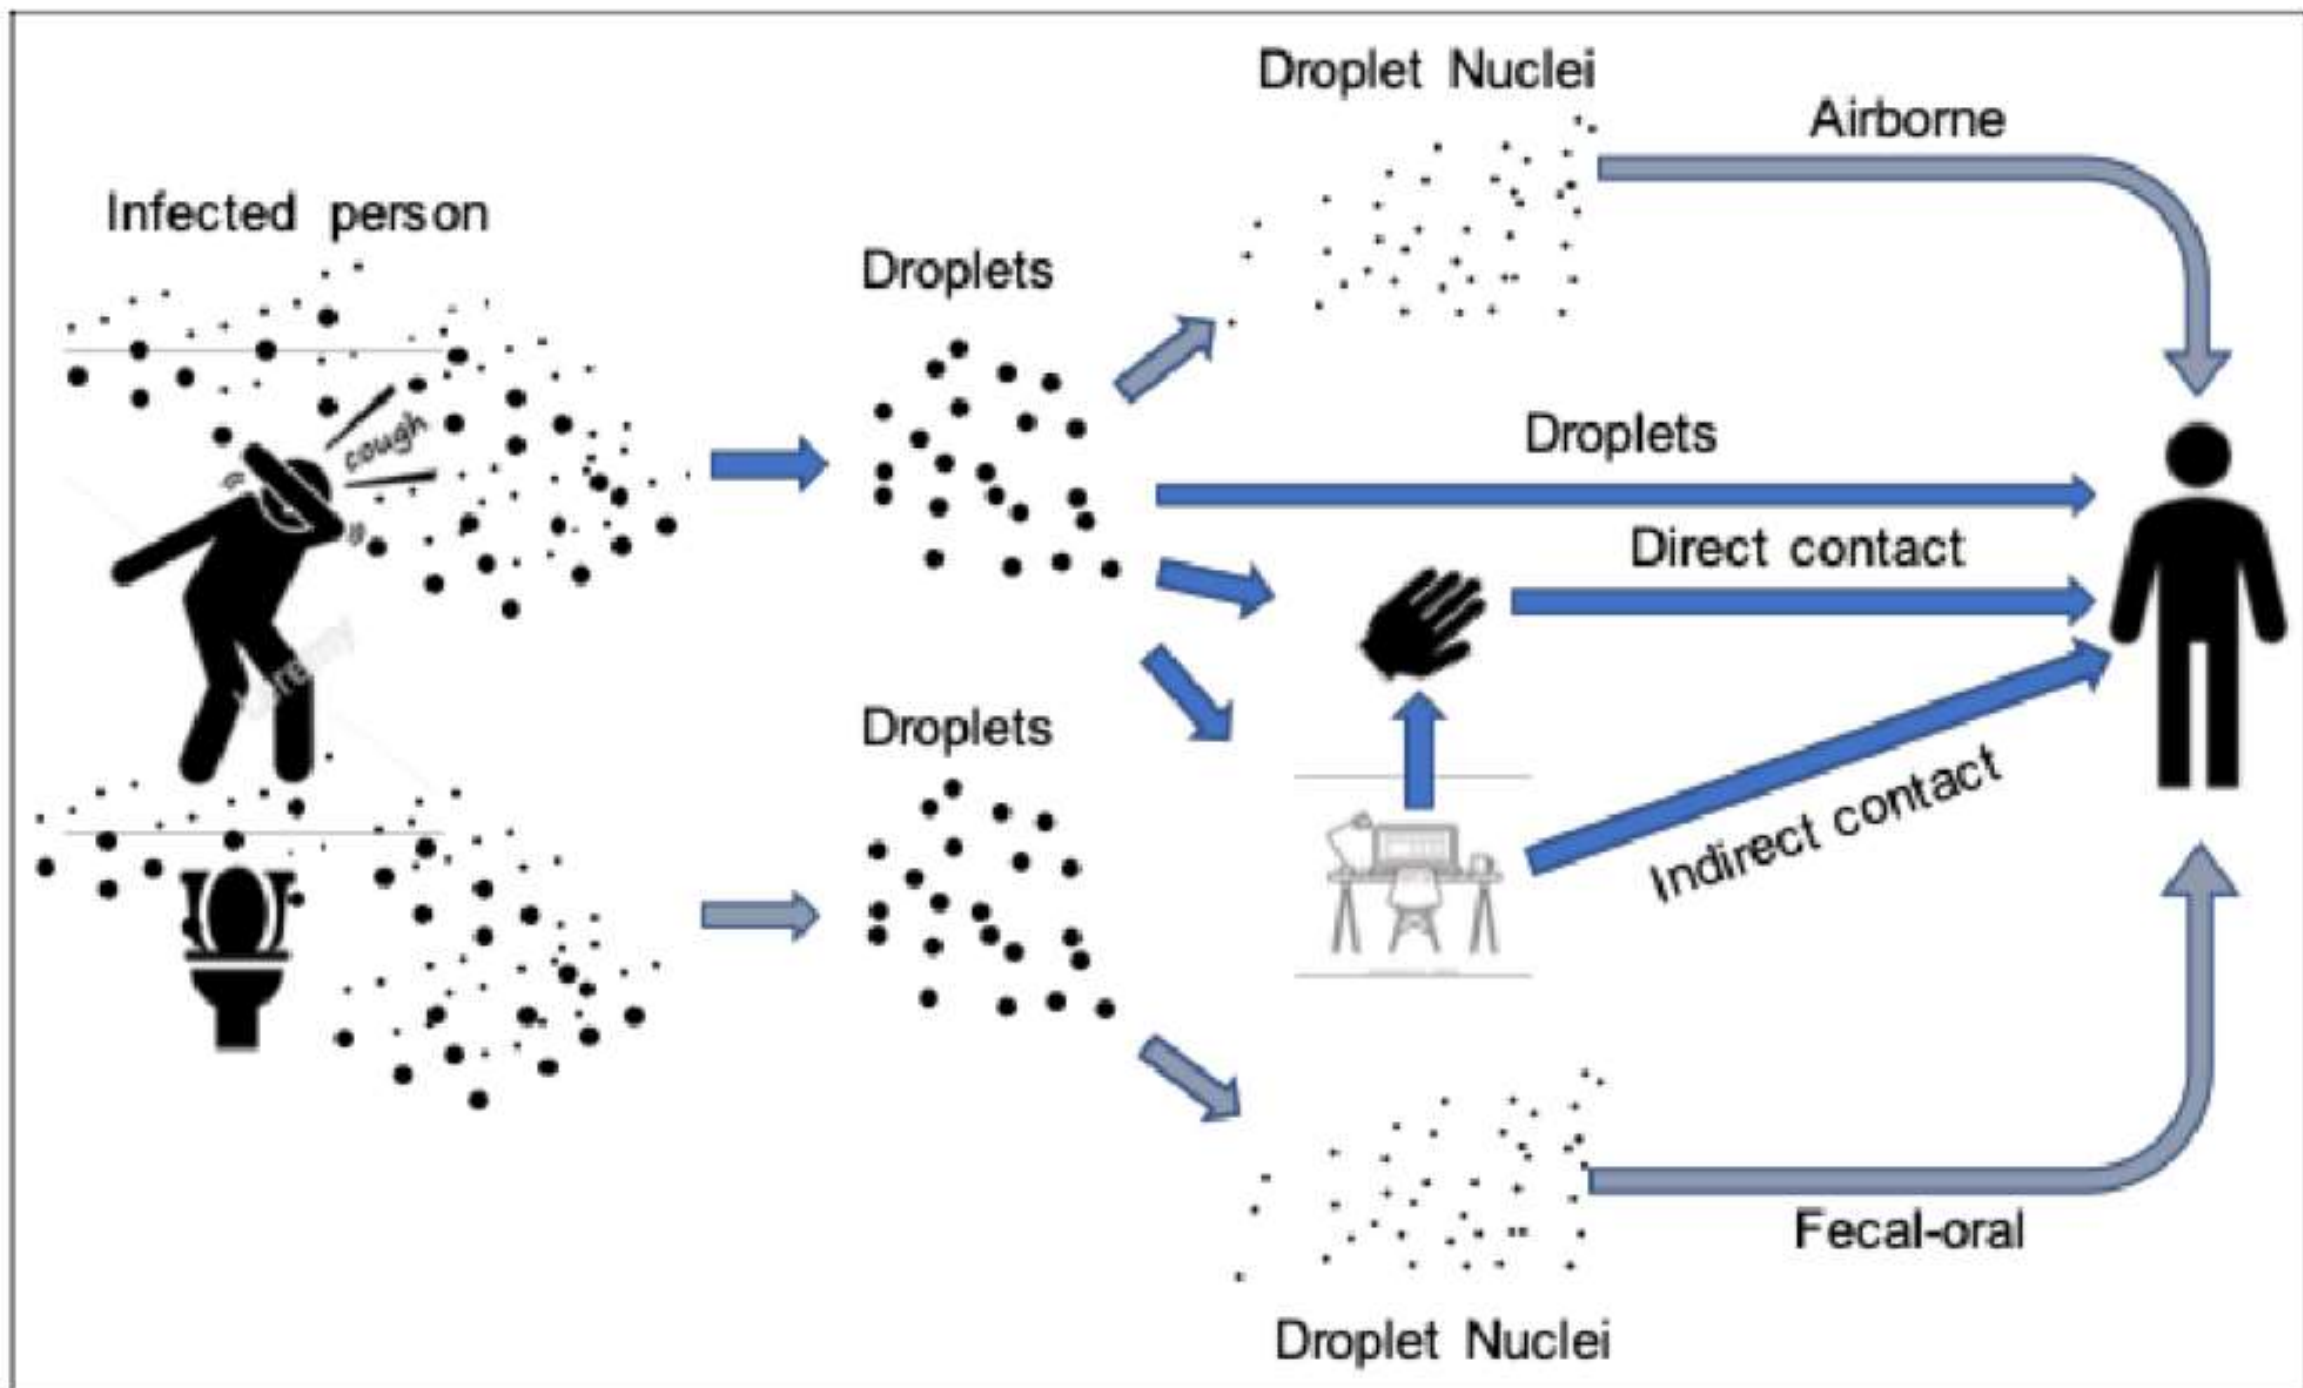 Droplet Nuclei
Airborne
Infected person
Droplets
cough
Droplets
Direct contact
Droplets
Indirect contact
Fecal-oral
Droplet Nuclei